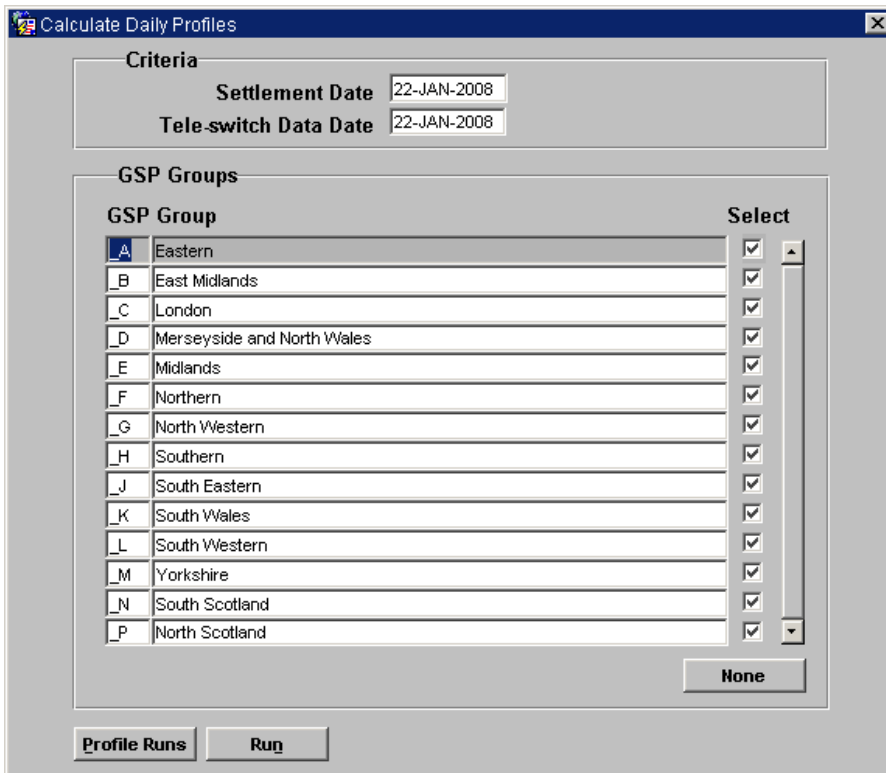 Calculate Daily Profiles
Criteria
Settlement Date 22-JAN-2008
Tele-switch Data Date 22-JAN-2008
GSP Groups
GSP Group Select
_A Eastern
_B East Midlands
_C London
_D Merseyside and North Wales
_E Midlands
_F Northern
_G North Western
_H Southern
_J South Eastern
_K South Wales
_L South Western
_M Yorkshire
_N South Scotland
_P North Scotland
None
Profile Runs Run